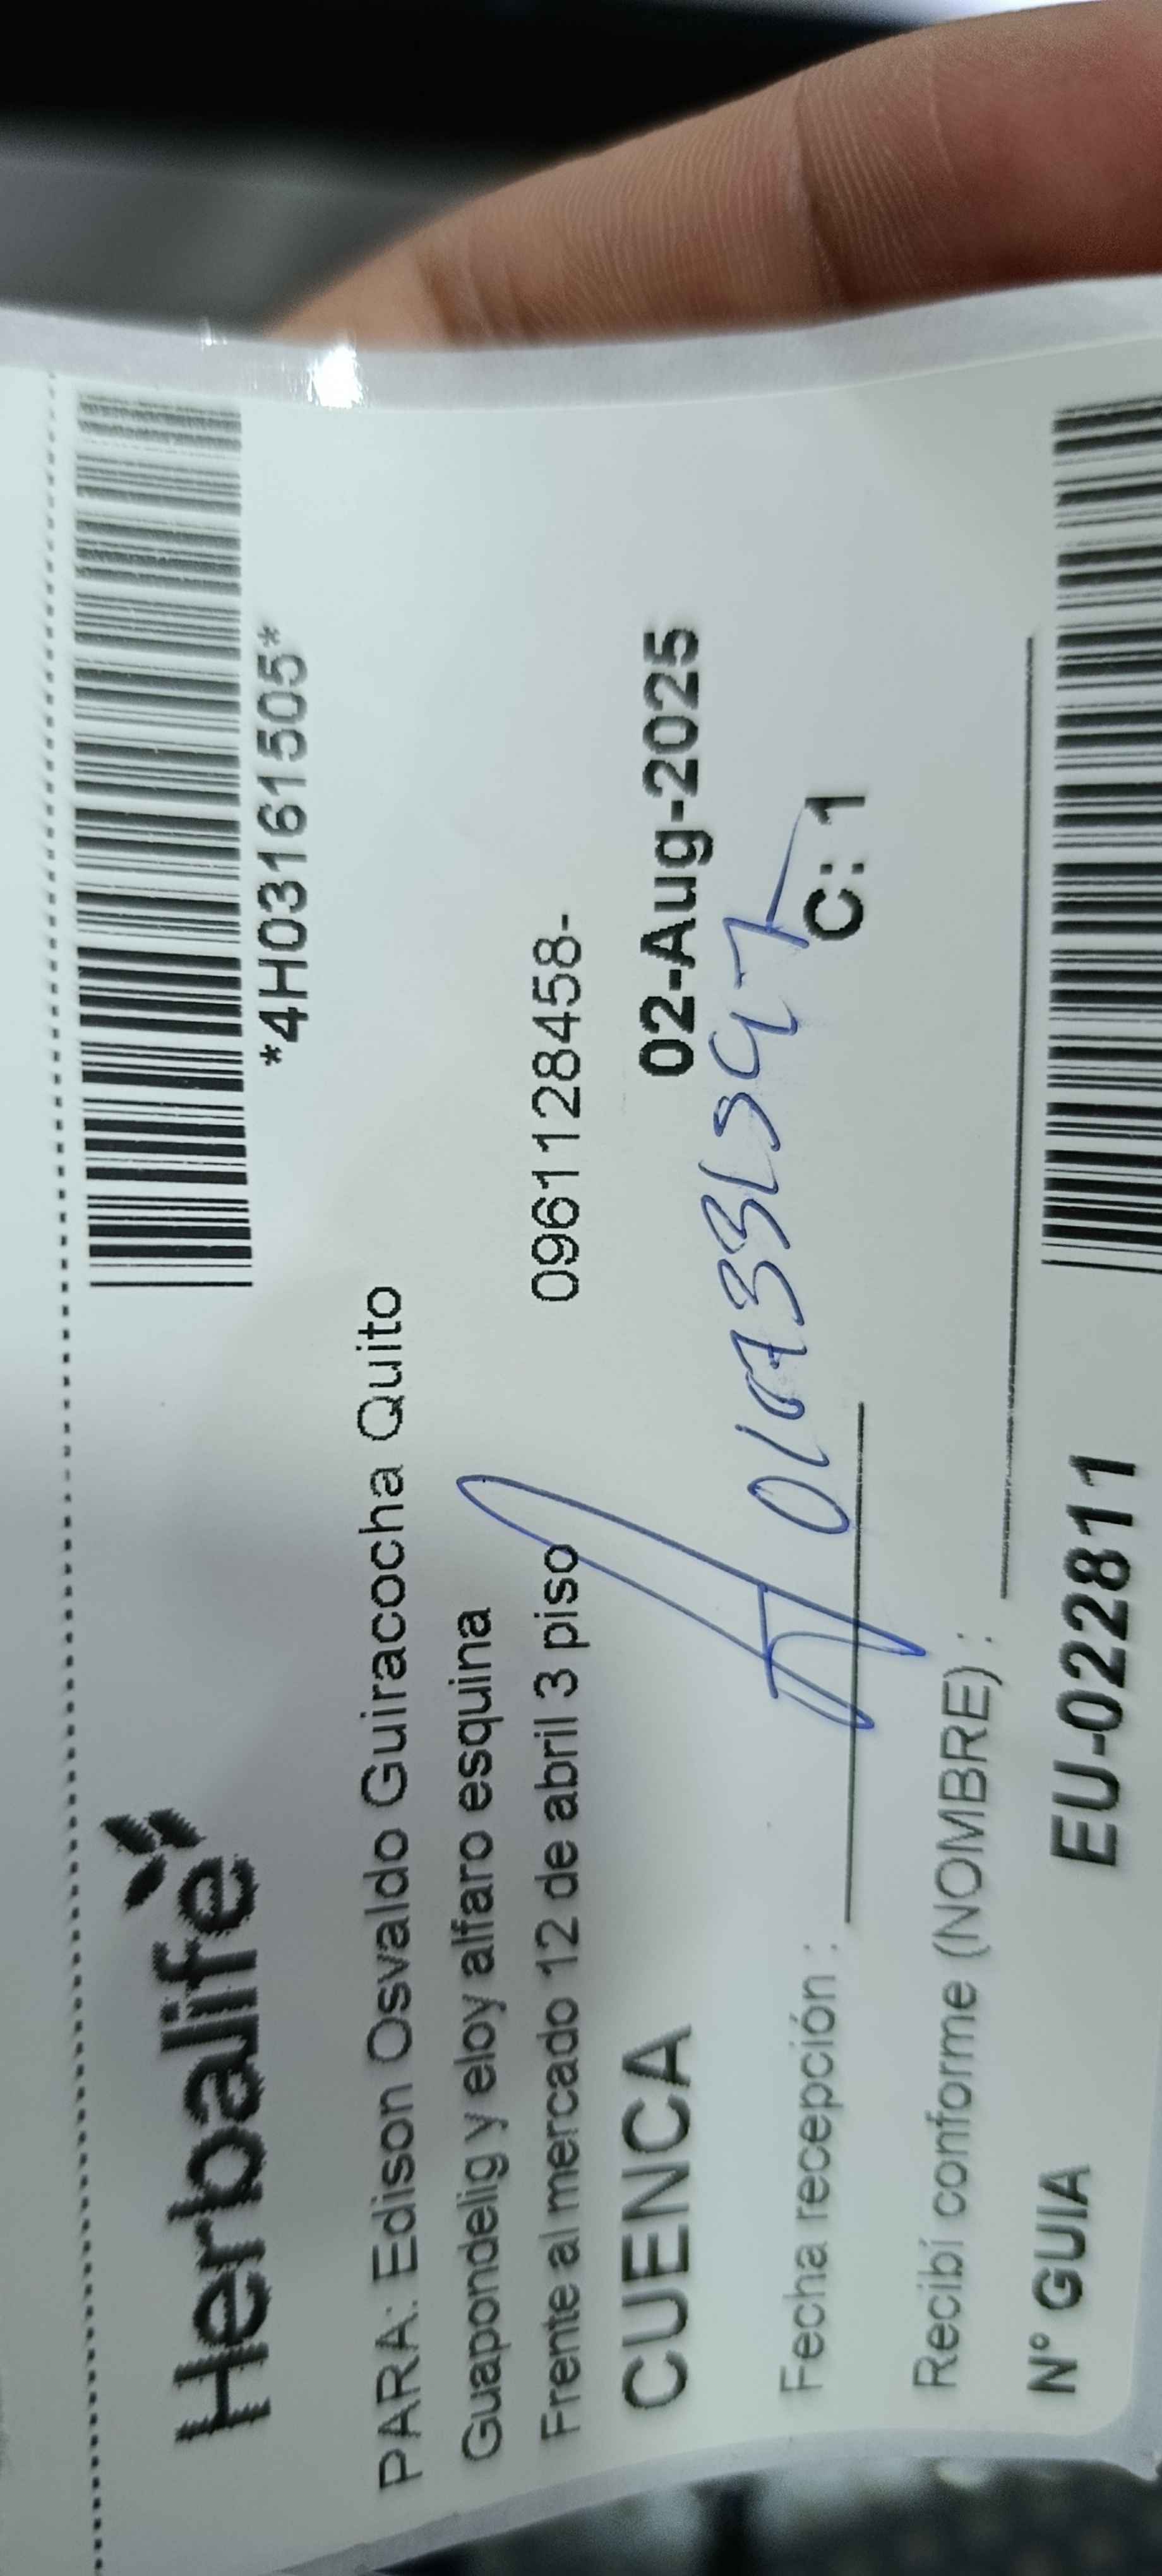 Herbalife
*4H03161505*
PARA: Edison Osvaldo Guiracocha Quito
Guapondelig y eloy alfaro esquina
Frente al mercado 12 de abril 3 piso
0961128458-
CUENCA
02-Aug-2025
C: 1
Fecha recepción :
Recibí conforme (NOMBRE) :
Nº GUIA
EU-022811